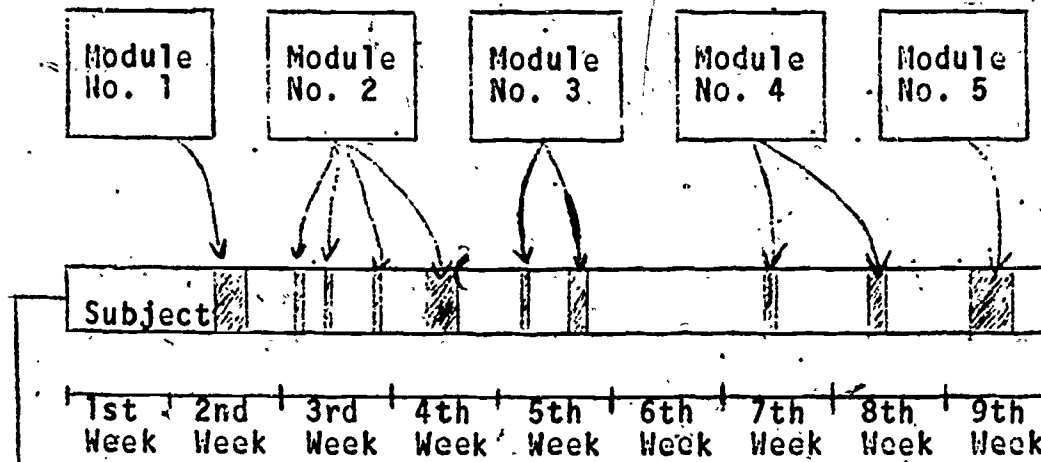 Module
No. 1
Module
No. 2
Module
No. 3
Module
No. 4
Module
No. 5
Subject
1st
Week
2nd
Week
3rd
Week
4th
Week
5th
Week
6th
Week
7th
Week
8th
Week
9th
Week